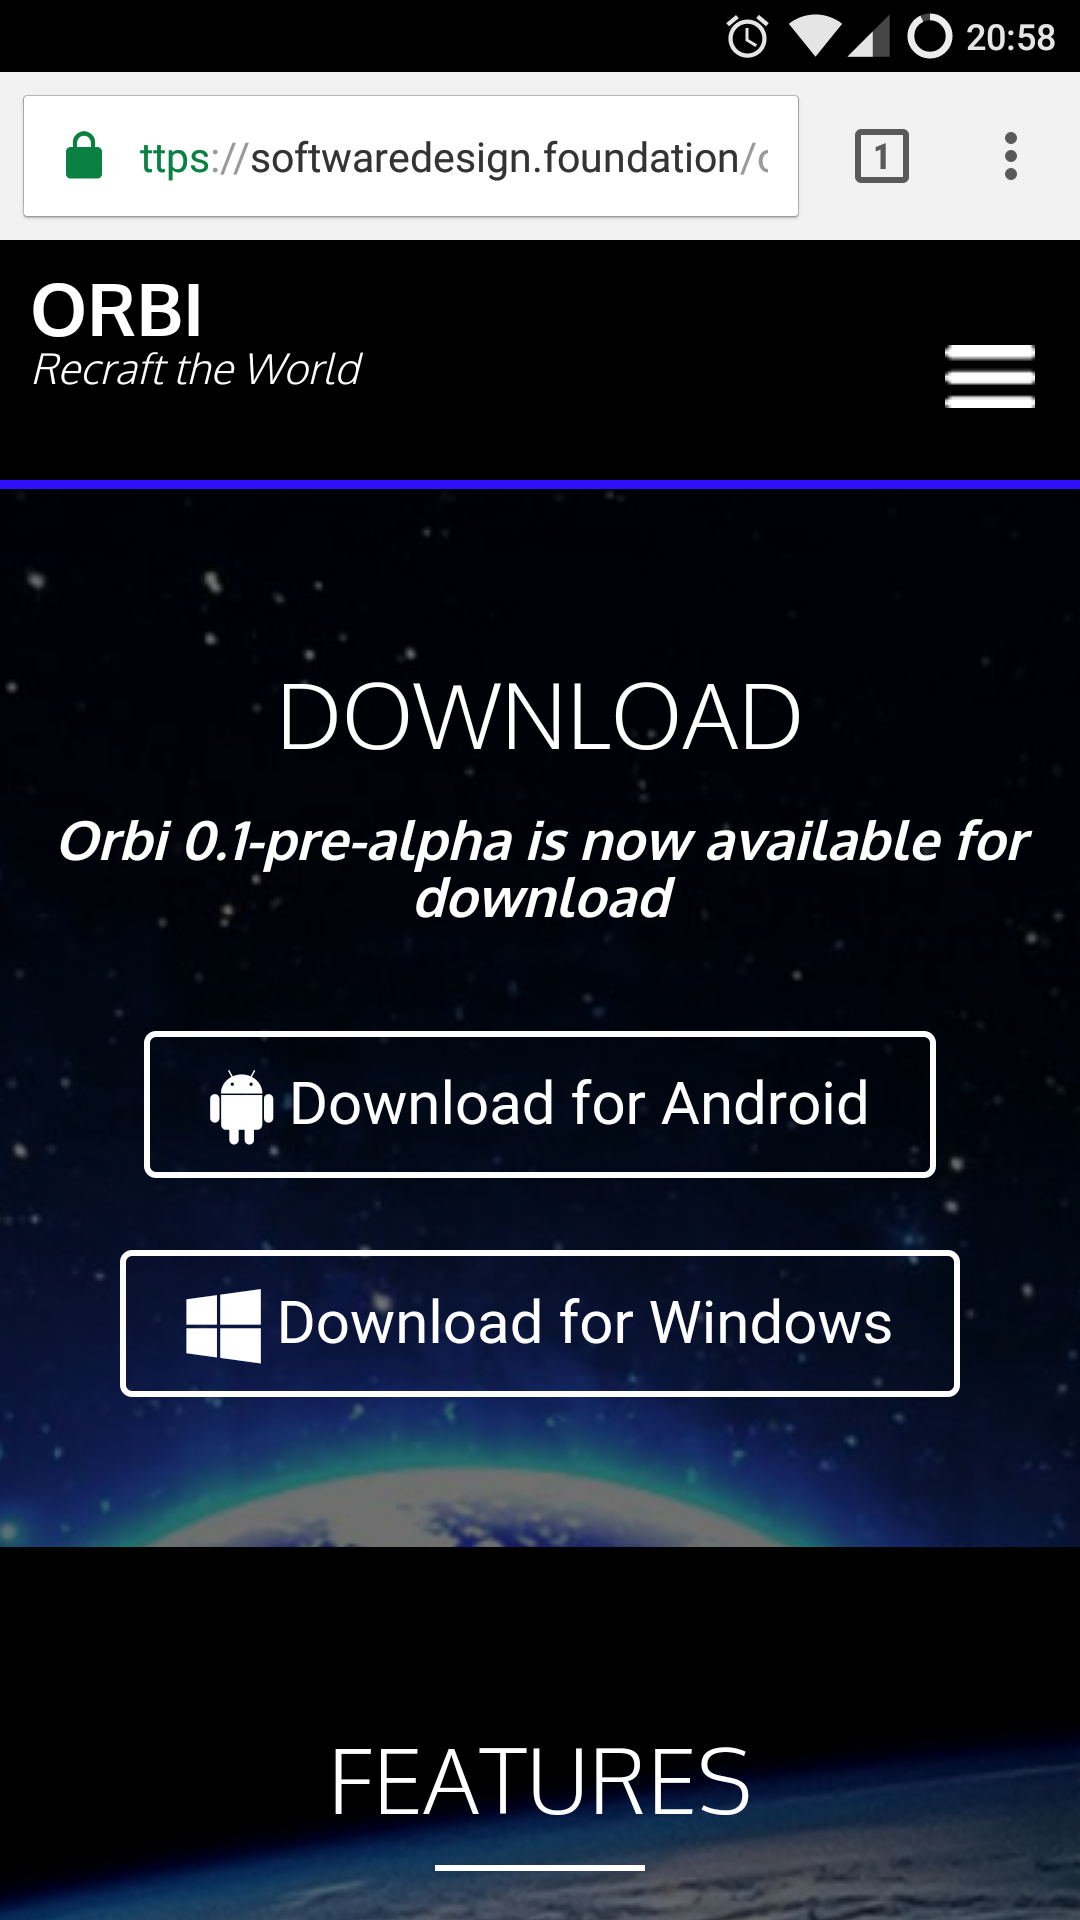 20:58
ttps://softwaredesign.foundation/
1
ORBI
Recraft the World
DOWNLOAD
Orbi 0.1-pre-alpha is now available for
download
Download for Android
Download for Windows
FEATURES